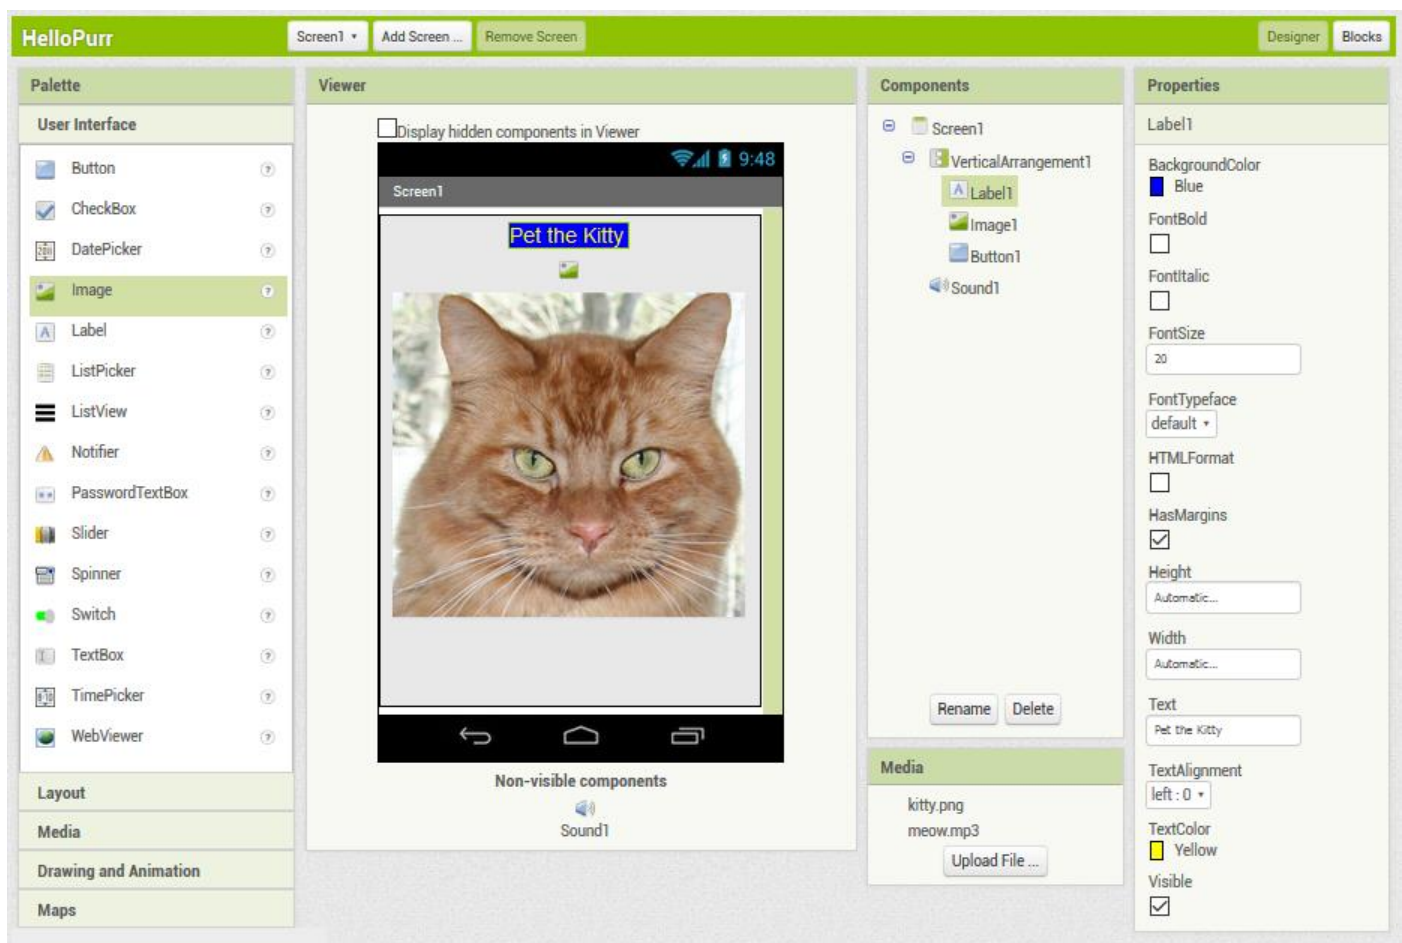 HelloPurr
Screen1
Add Screen ...
Remove Screen
Designer
Blocks
Palette
User Interface
Button
CheckBox
DatePicker
Image
Label
ListPicker
ListView
Notifier
PasswordTextBox
Slider
Spinner
Switch
TextBox
TimePicker
WebViewer
Layout
Media
Drawing and Animation
Maps
Viewer
Display hidden components in Viewer
9:48
Screen1
Pet the Kitty
Non-visible components
Sound1
Components
Screen1
VerticalArrangement1
A Label1
Image1
Button1
Sound1
Rename
Delete
Media
kitty.png
meow.mp3
Upload File ...
Properties
Label1
BackgroundColor
Blue
FontBold
FontItalic
FontSize
20
FontTypeface
default
HTMLFormat
HasMargins
Height
Automatic...
Width
Automatic...
Text
Pet the Kitty
TextAlignment
left : 0
TextColor
Yellow
Visible